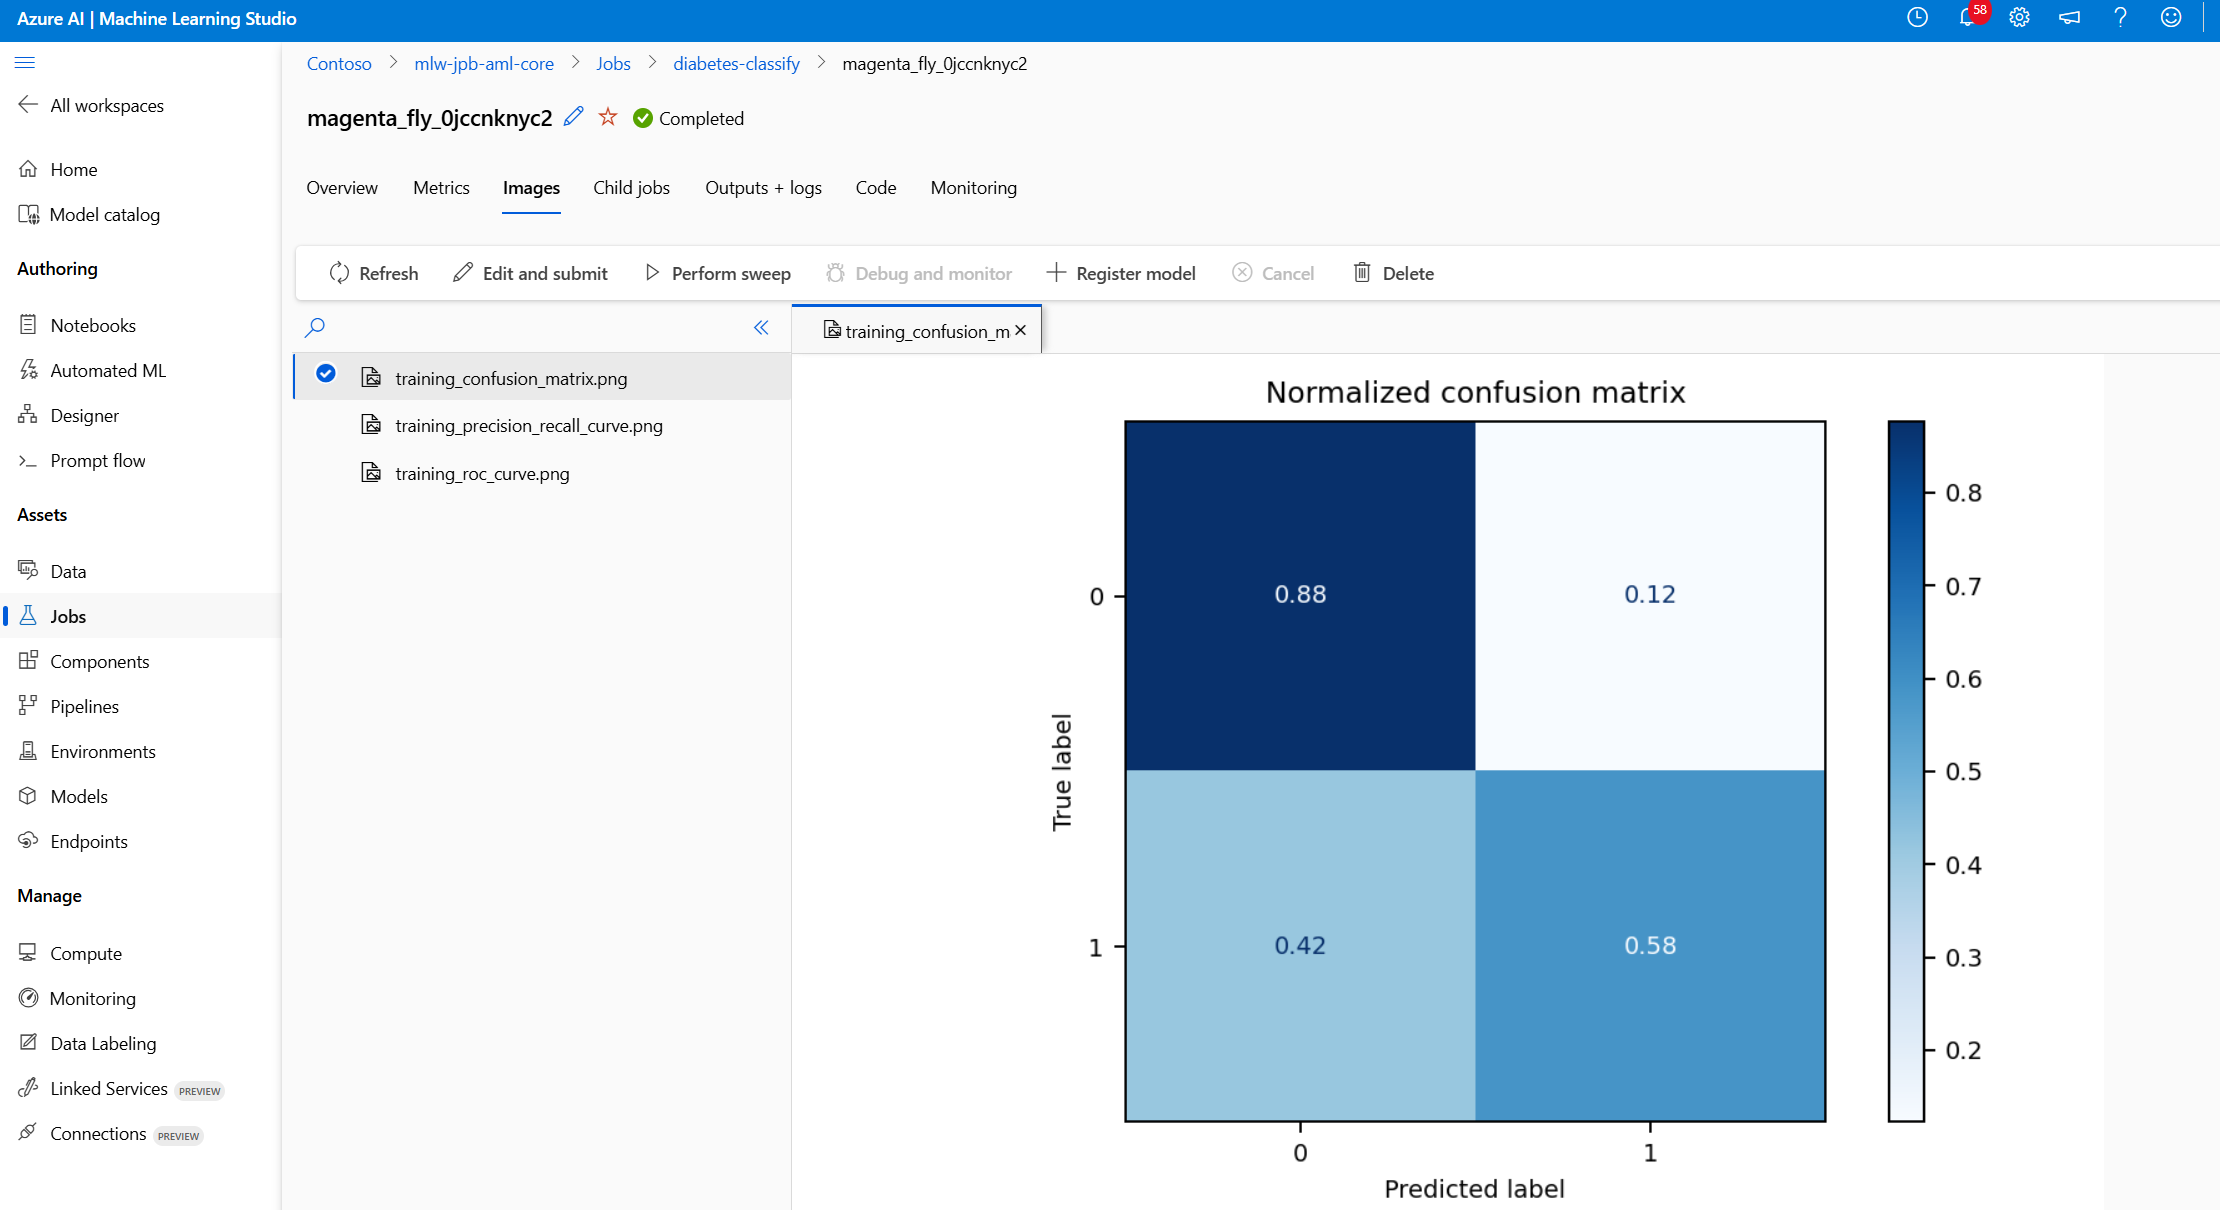 Azure AI | Machine Learning Studio
58
All workspaces
Home
Model catalog
Authoring
Notebooks
Automated ML
Designer
Prompt flow
Assets
Data
Jobs
Components
Pipelines
Environments
Models
Endpoints
Manage
Compute
Monitoring
Data Labeling
Linked Services PREVIEW
Connections PREVIEW
Contoso > mlw-jpb-aml-core > Jobs > diabetes-classify > magenta_fly_0jccnknyc2
magenta_fly_0jccnknyc2 Completed
Overview Metrics Images Child jobs Outputs + logs Code Monitoring
Refresh Edit and submit Perform sweep Debug and monitor Register model Cancel Delete
training_confusion_matrix.png
training_precision_recall_curve.png
training_roc_curve.png
training_confusion_m
Normalized confusion matrix
True label
0
1
0.88 0.12
0.42 0.58
0 1
Predicted label
0.8
0.7
0.6
0.5
0.4
0.3
0.2